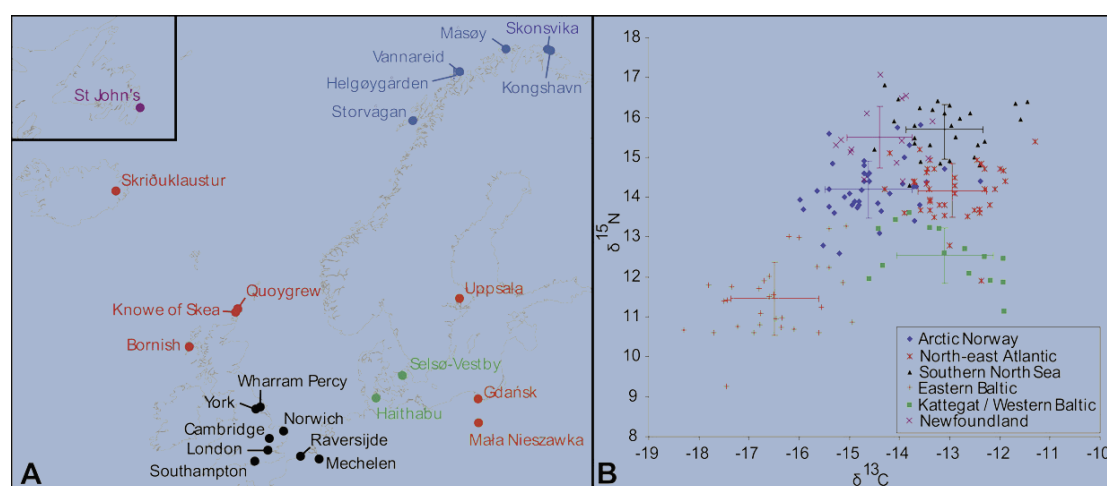 St John's
Skriðuklaustur
Måsøy
Skonsvika
Vannareid
Helgøygården
Kongshavn
Storvågan
Quoygrew
Knowe of Skea
Bornish
Uppsala
Selsø-Vestby
Haithabu
Gdańsk
Mała Nieszawka
Wharram Percy
York
Norwich
Cambridge
London
Raversijde
Southampton
Mechelen
A
B
18
17
16
15
14
13
12
11
10
9
8
δ 15N
-19 -18 -17 -16 -15 -14 -13 -12 -11 -10
δ 13C
Arctic Norway
North-east Atlantic
Southern North Sea
Eastern Baltic
Kattegat / Western Baltic
Newfoundland